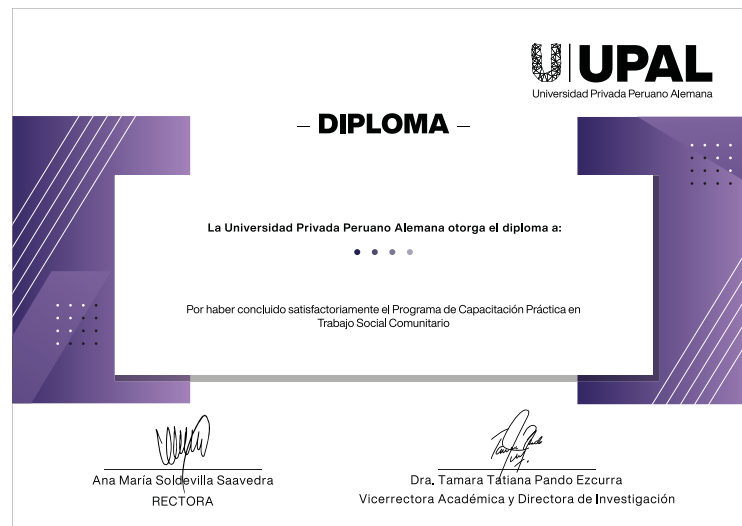 UPAL
Universidad Privada Peruano Alemana
— DIPLOMA —
La Universidad Privada Peruano Alemana otorga el diploma a:
Por haber concluido satisfactoriamente el Programa de Capacitación Práctica en
Trabajo Social Comunitario
Ana María Soldevilla Saavedra
RECTORA
Dra. Tamara Tatiana Pando Ezcurra
Vicerrectora Académica y Directora de Investigación